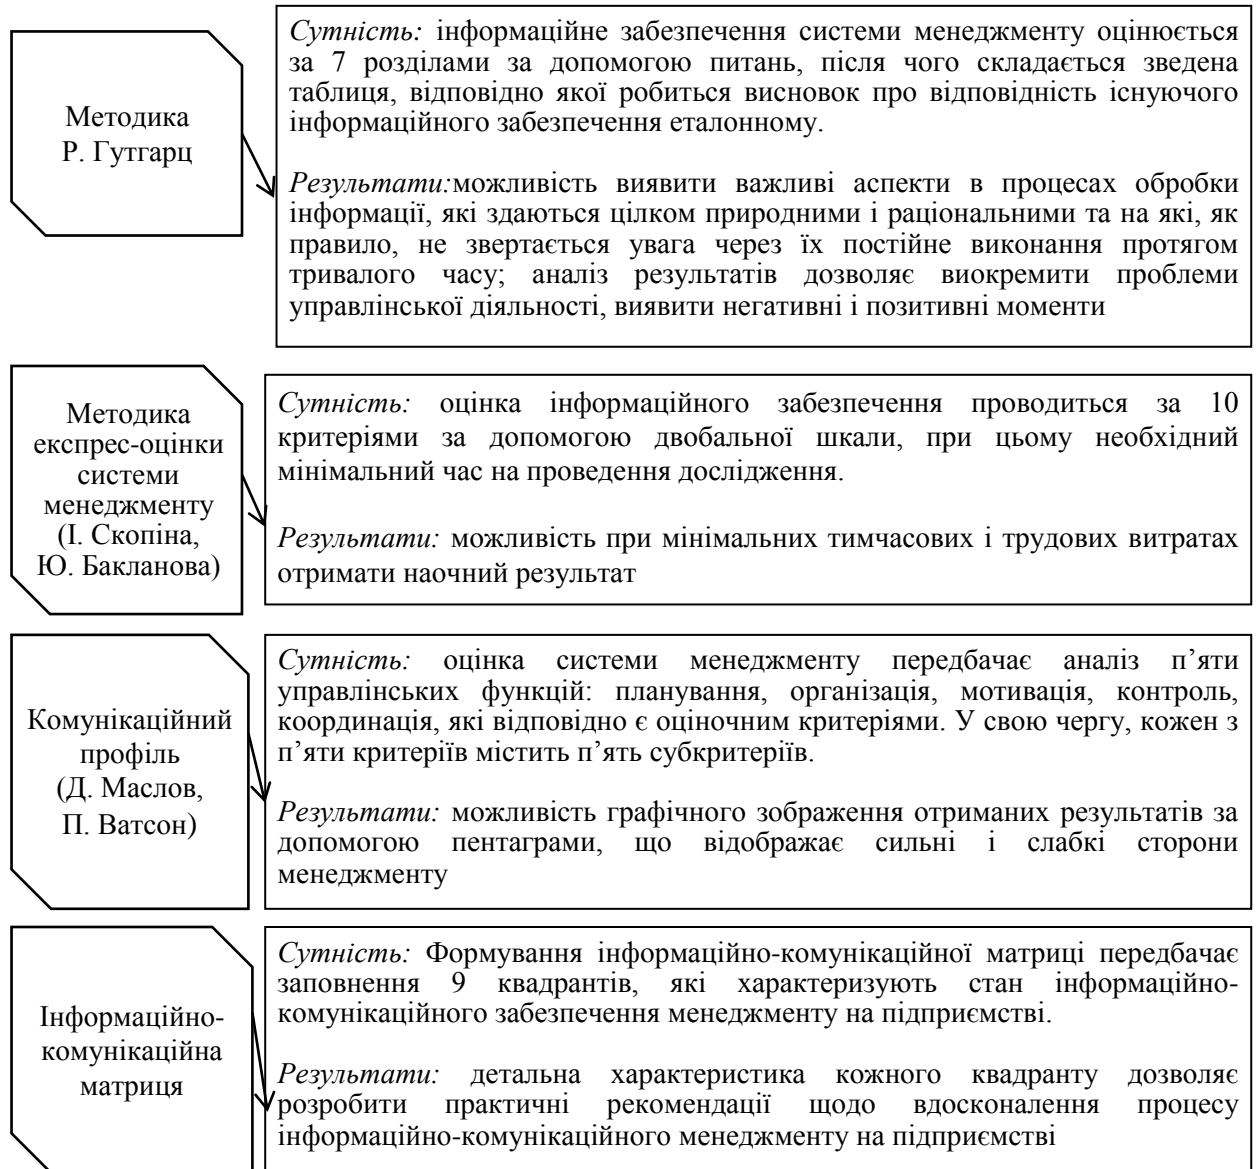 Методика
Р. Гутгарц
Сутність: інформаційне забезпечення системи менеджменту оцінюється
за 7 розділами за допомогою питань, після чого складається зведена
таблиця, відповідно якої робиться висновок про відповідність існуючого
інформаційного забезпечення еталонному.
Результати:можливість виявити важливі аспекти в процесах обробки
інформації, які здаються цілком природними і раціональними та на які, як
правило, не звертається увага через їх постійне виконання протягом
тривалого часу; аналіз результатів дозволяє виокремити проблеми
управлінської діяльності, виявити негативні і позитивні моменти
Методика
експрес-оцінки
системи
менеджменту
(І. Скопіна,
Ю. Бакланова)
Сутність: оцінка інформаційного забезпечення проводиться за 10
критеріями за допомогою двобальної шкали, при цьому необхідний
мінімальний час на проведення дослідження.
Результати: можливість при мінімальних тимчасових і трудових витратах
отримати наочний результат
Комунікаційний
профіль
(Д. Маслов,
П. Ватсон)
Сутність: оцінка системи менеджменту передбачає аналіз п’яти
управлінських функцій: планування, організація, мотивація, контроль,
координація, які відповідно є оціночним критеріями. У свою чергу, кожен з
п’яти критеріїв містить п’ять субкритеріїв.
Результати: можливість графічного зображення отриманих результатів за
допомогою пентаграми, що відображає сильні і слабкі сторони
менеджменту
Інформаційно-
комунікаційна
матриця
Сутність: Формування інформаційно-комунікаційної матриці передбачає
заповнення 9 квадрантів, які характеризують стан інформаційно-
комунікаційного забезпечення менеджменту на підприємстві.
Результати: детальна характеристика кожного квадранту дозволяє
розробити практичні рекомендації щодо вдосконалення процесу
інформаційно-комунікаційного менеджменту на підприємстві